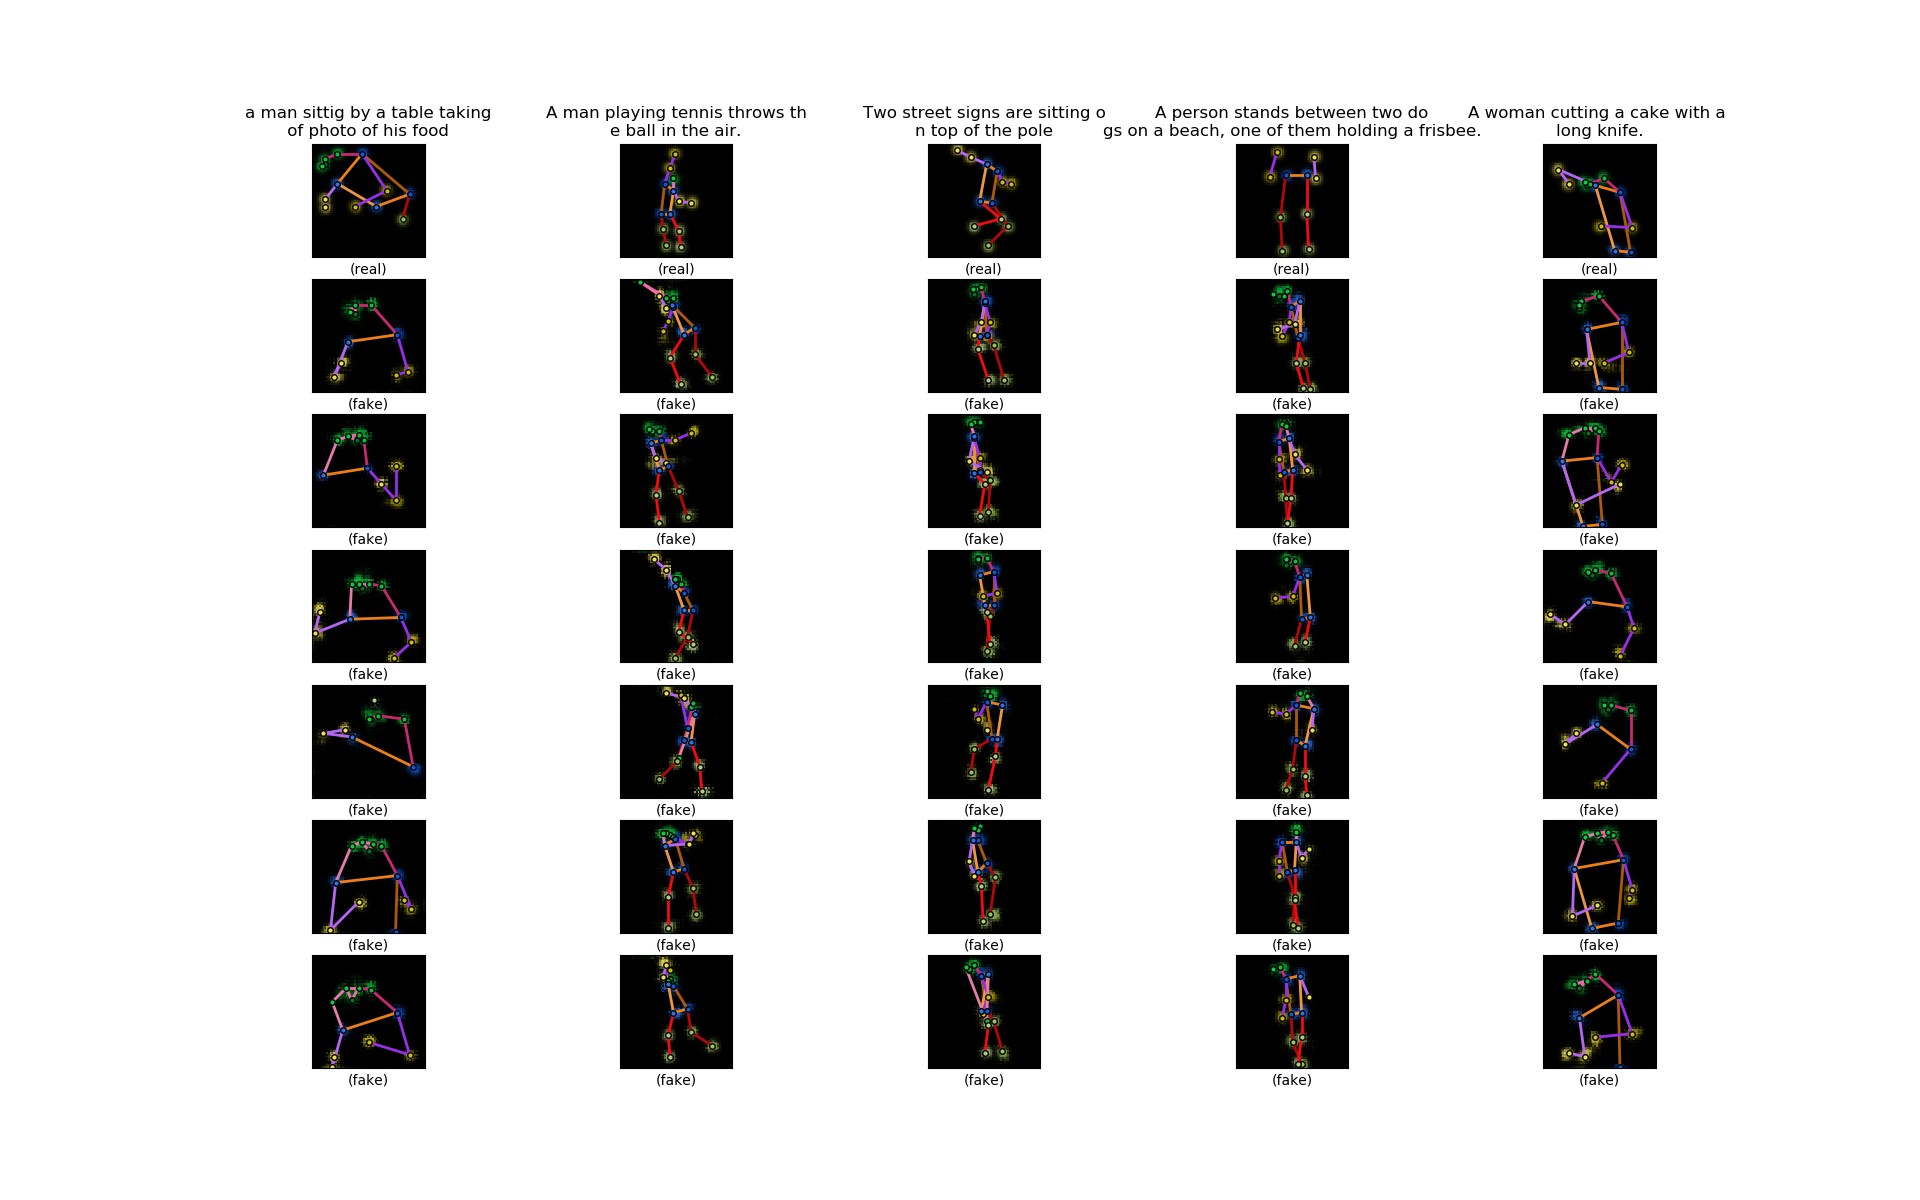 a man sittig by a table taking
of photo of his food
A man playing tennis throws th
e ball in the air.
Two street signs are sitting o
n top of the pole
A person stands between two do
gs on a beach, one of them holding a frisbee.
A woman cutting a cake with a
long knife.
(real) (real) (real) (real) (real)
(fake) (fake) (fake) (fake) (fake)
(fake) (fake) (fake) (fake) (fake)
(fake) (fake) (fake) (fake) (fake)
(fake) (fake) (fake) (fake) (fake)
(fake) (fake) (fake) (fake) (fake)
(fake) (fake) (fake) (fake) (fake)